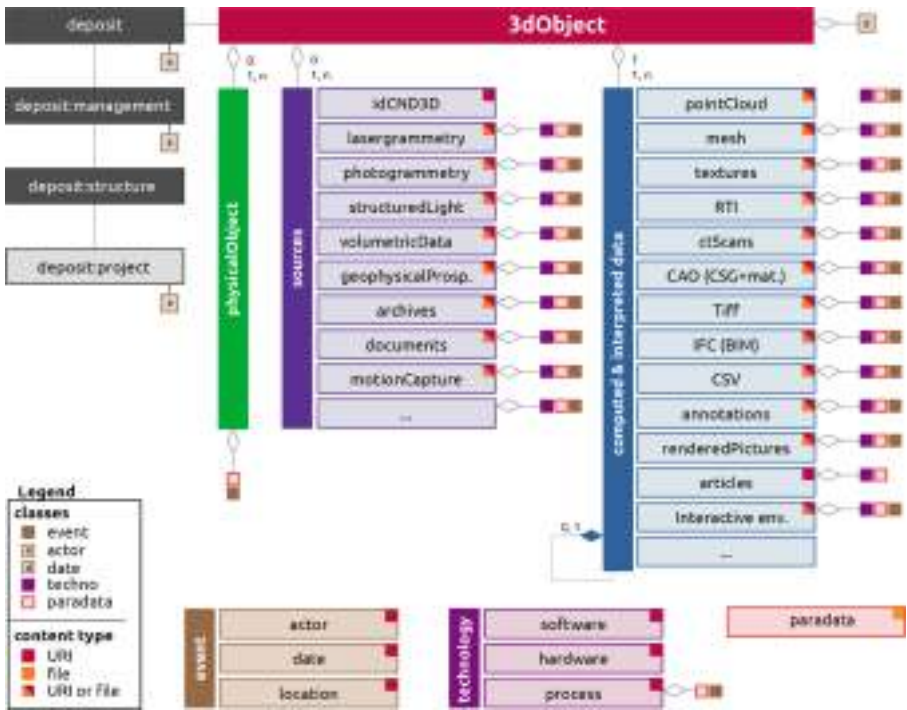 deposit
3dObject
deposit:management
deposit:structure
deposit:project
physicalObject
sources
idCND3D
lasergrammetry
photogrammetry
structuredLight
volumetricData
geophysicalProsp.
archives
documents
motionCapture
...
computed & interpreted data
pointCloud
mesh
textures
RTI
ctScans
CAO (CSG+mat.)
Tiff
IFC (BIM)
CSV
annotations
renderedPictures
articles
Interactive env.
...
1, n
1, n
1, n
0, 1
Legend
classes
event
actor
date
techno
paradata
content type
URI
file
URI or File
event
actor
date
location
technology
software
hardware
process
paradata